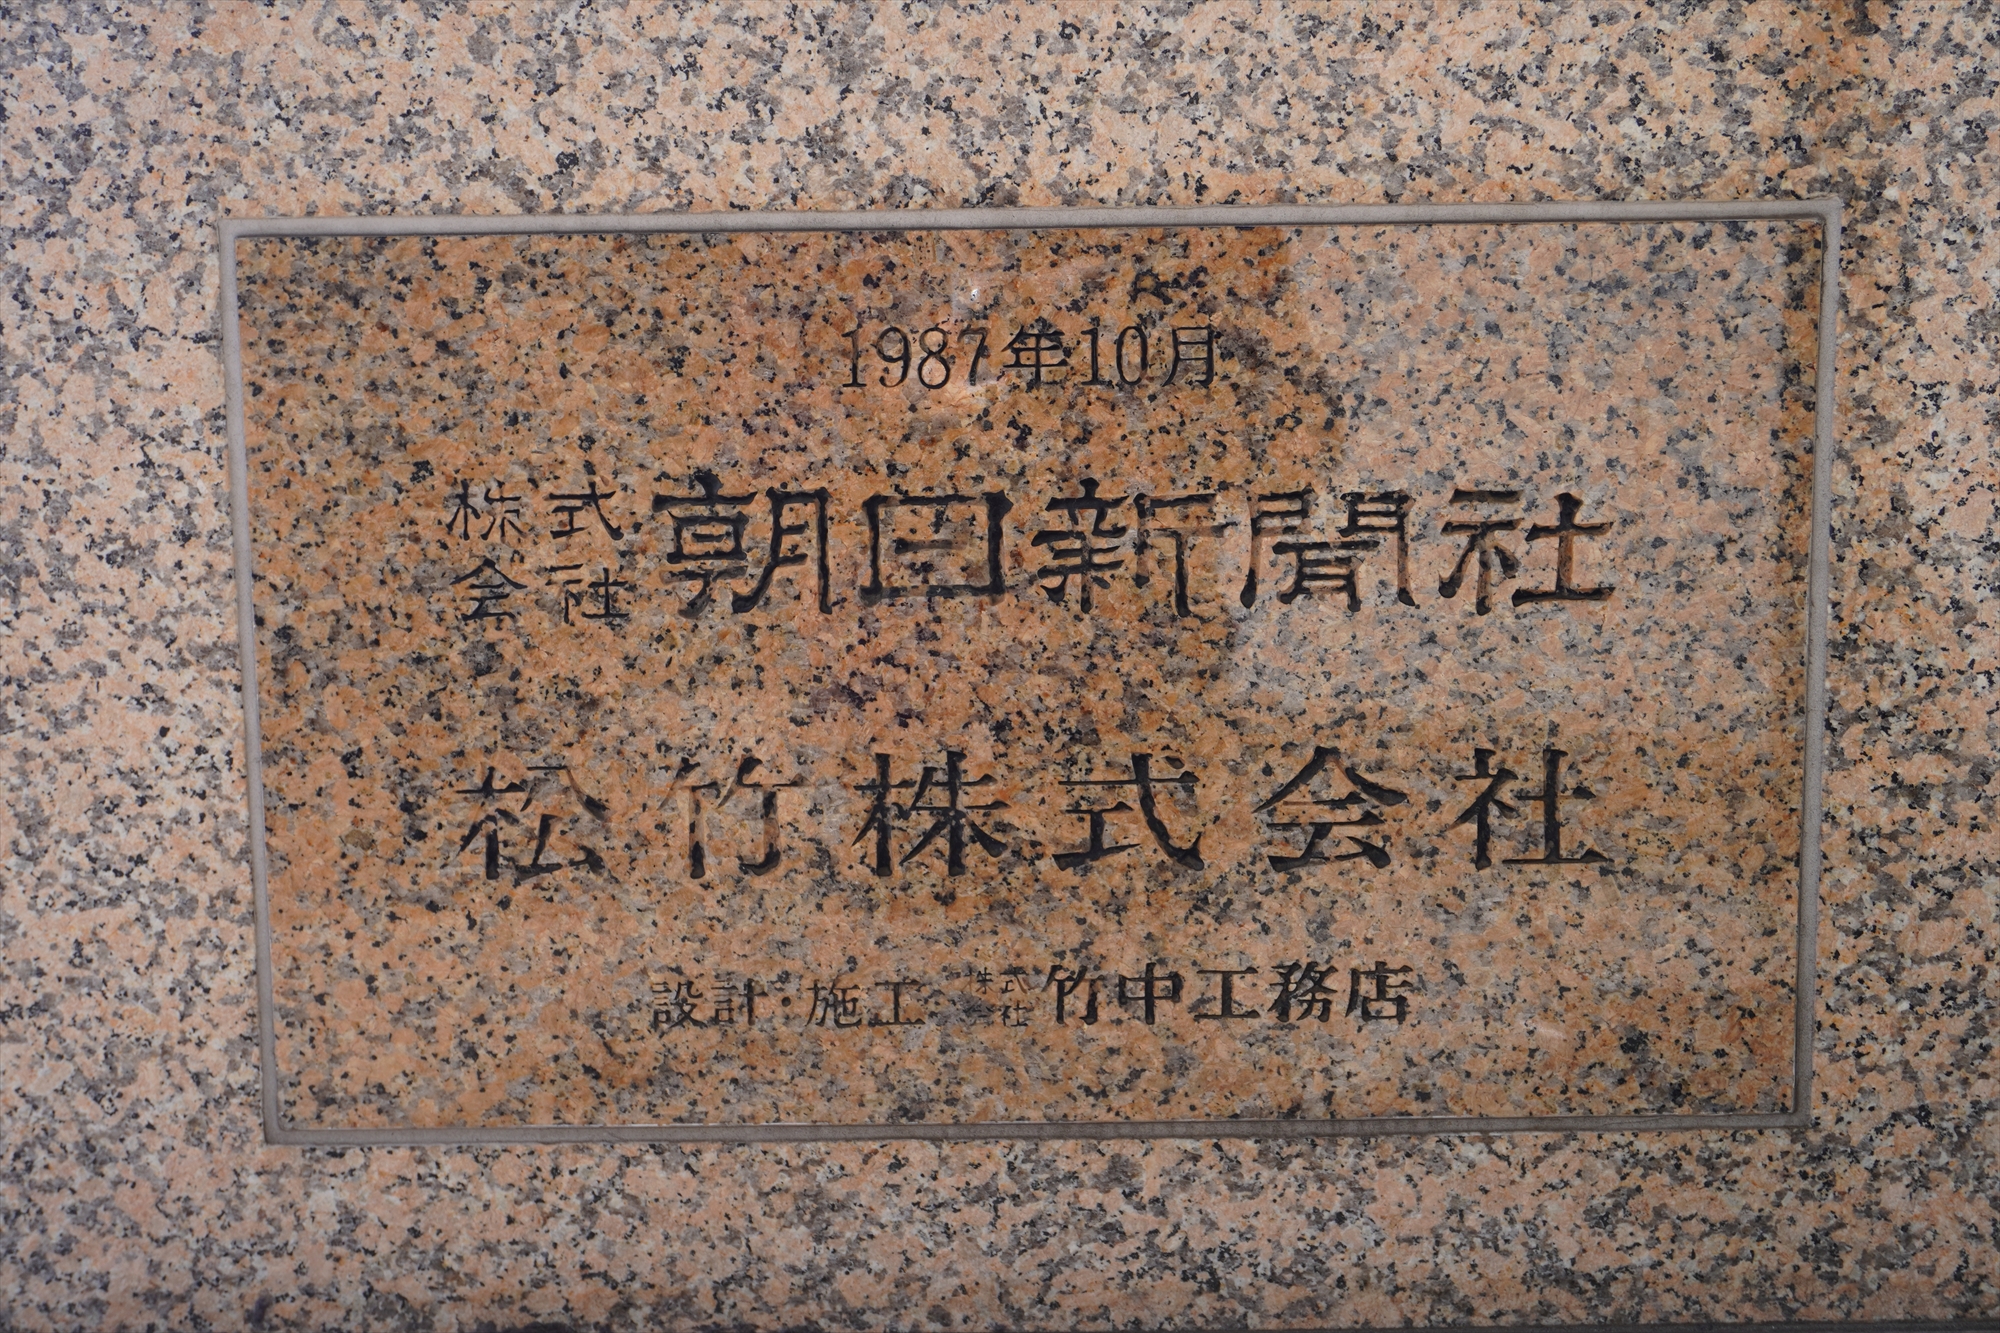 1987年10月
株式会社朝日新聞社
松竹株式会社
設計・施工 株式会社竹中工務店